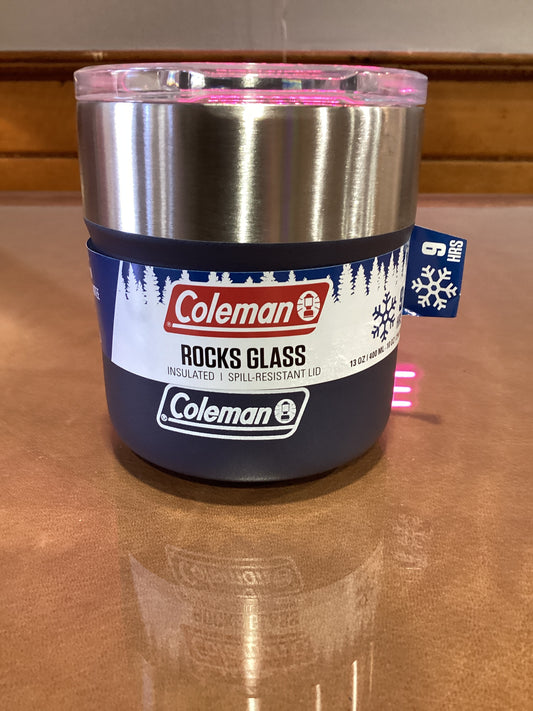 Coleman
ROCKS GLASS
INSULATED | SPILL-RESISTANT LID
13 OZ | 400 ML
9 HRS
® Coleman